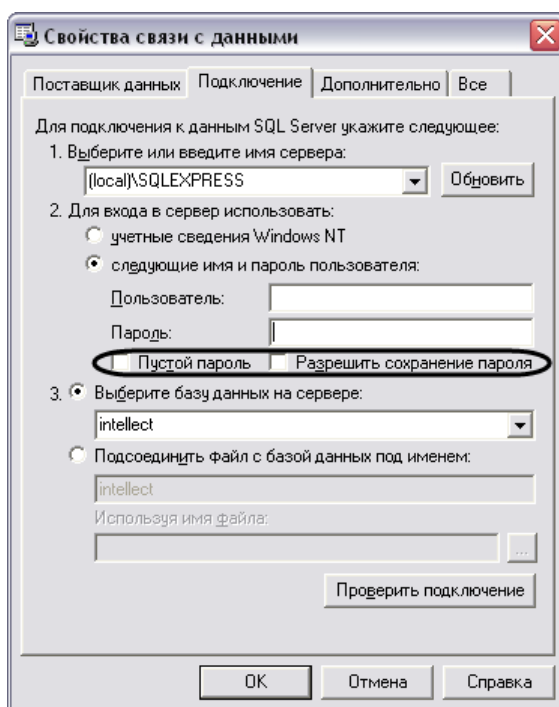 Свойства связи с данными
Поставщик данных Подключение Дополнительно Все
Для подключения к данным SQL Server укажите следующее:
1. Выберите или введите имя сервера:
(local)\SQLEXPRESS Обновить
2. Для входа в сервер использовать:
учетные сведения Windows NT
следующие имя и пароль пользователя:
Пользователь:
Пароль:
Пустой пароль Разрешить сохранение пароля
3. Выберите базу данных на сервере:
intellect
Подсоединить файл с базой данных под именем:
intellect
Используя имя файла:
...
Проверить подключение
OK Отмена Справка